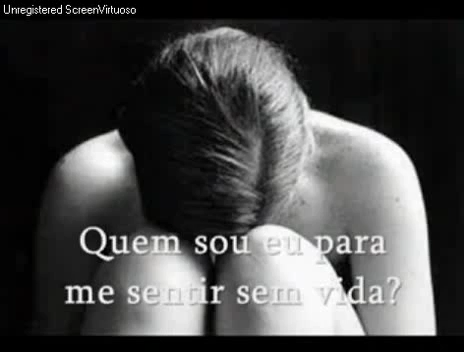 Unregistered ScreenVirtuoso
Quem sou eu para
me sentir sem vida?